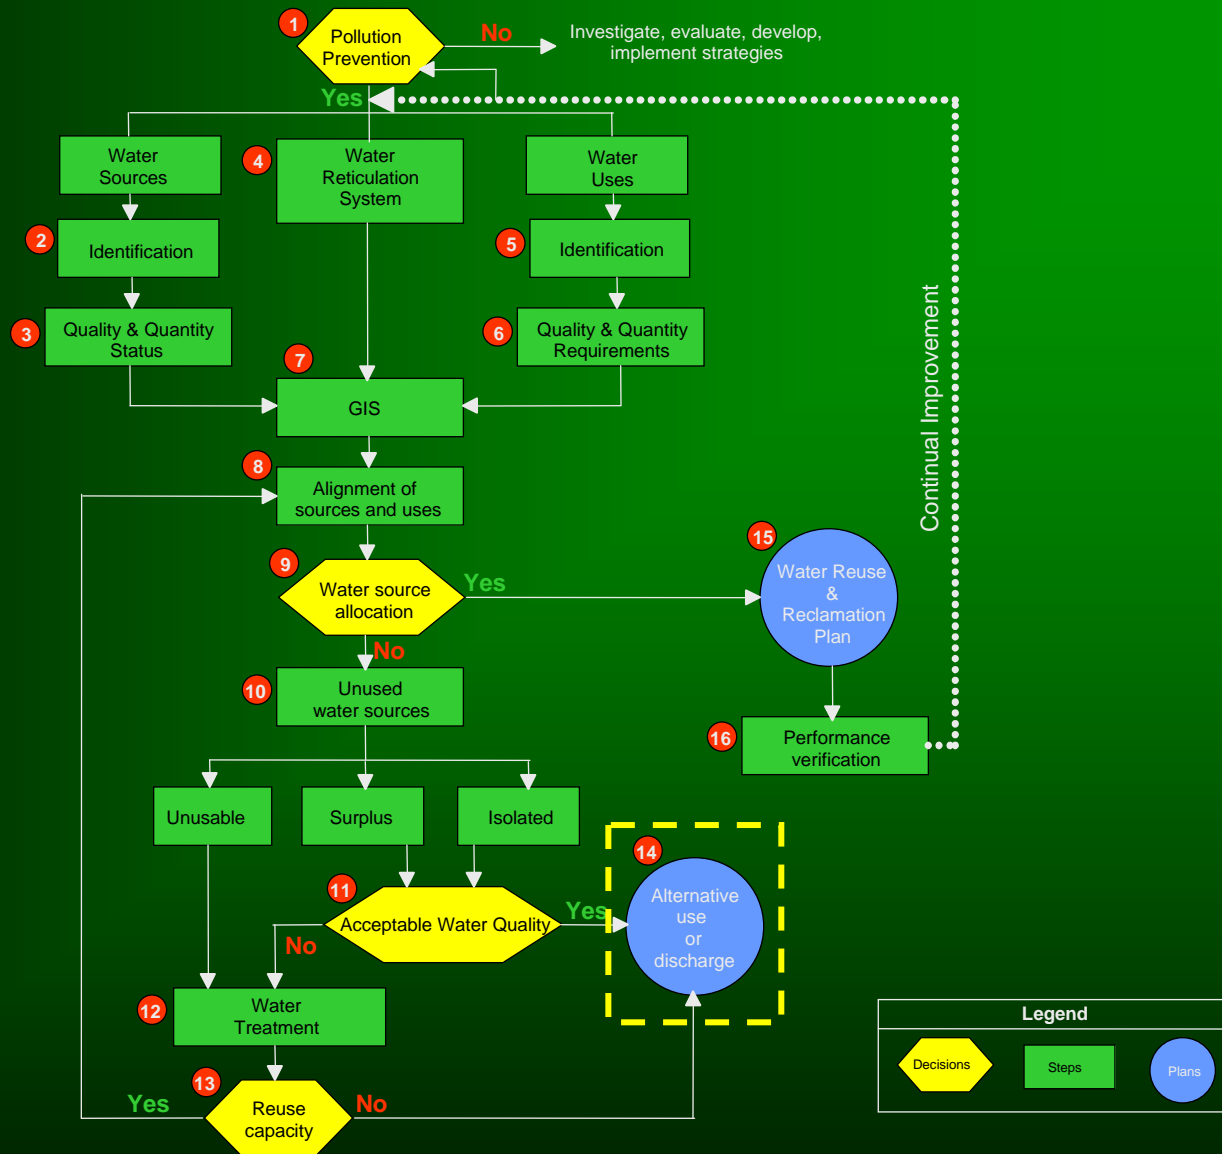 1
Pollution
Prevention
No
Investigate, evaluate, develop,
implement strategies
Yes
Water
Sources
4
Water
Reticulation
System
Water
Uses
2
Identification
5
Identification
3
Quality & Quantity
Status
6
Quality & Quantity
Requirements
7
GIS
Continual Improvement
8
Alignment of
sources and uses
9
Water source
allocation
Yes
15
Water Reuse
&
Reclamation
Plan
No
10
Unused
water sources
16
Performance
verification
Unusable
Surplus
Isolated
11
Acceptable Water Quality
Yes
No
14
Alternative
use
or
discharge
12
Water
Treatment
13
Reuse
capacity
Yes
No
Legend
Decisions
Steps
Plans